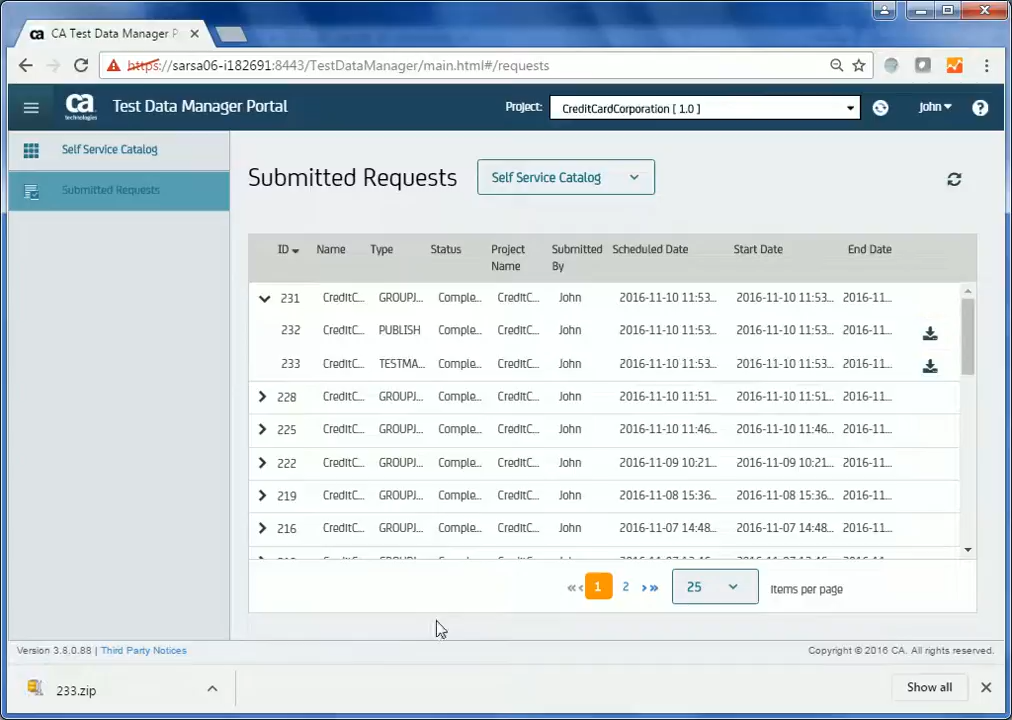 CA Test Data Manager P
https://sarsa06-i182691:8443/TestDataManager/main.html#/requests
ca technologies Test Data Manager Portal Project: CreditCardCorporation [ 1.0 ] John ?
Self Service Catalog
Submitted Requests
Submitted Requests Self Service Catalog
ID Name Type Status Project Name Submitted By Scheduled Date Start Date End Date
231 CreditC... GROUPJ... Comple... CreditC... John 2016-11-10 11:53... 2016-11-10 11:53... 2016-11...
232 CreditC... PUBLISH Comple... CreditC... John 2016-11-10 11:53... 2016-11-10 11:53... 2016-11...
233 CreditC... TESTMA... Comple... CreditC... John 2016-11-10 11:53... 2016-11-10 11:53... 2016-11...
228 CreditC... GROUPJ... Comple... CreditC... John 2016-11-10 11:51... 2016-11-10 11:51... 2016-11...
225 CreditC... GROUPJ... Comple... CreditC... John 2016-11-10 11:46... 2016-11-10 11:46... 2016-11...
222 CreditC... GROUPJ... Comple... CreditC... John 2016-11-09 10:21... 2016-11-09 10:21... 2016-11...
219 CreditC... GROUPJ... Comple... CreditC... John 2016-11-08 15:36... 2016-11-08 15:36... 2016-11...
216 CreditC... GROUPJ... Comple... CreditC... John 2016-11-07 14:48... 2016-11-07 14:48... 2016-11...
«‹ 1 2 ›» 25 Items per page
Version 3.6.0.88 | Third Party Notices Copyright © 2016 CA. All rights reserved.
233.zip Show all